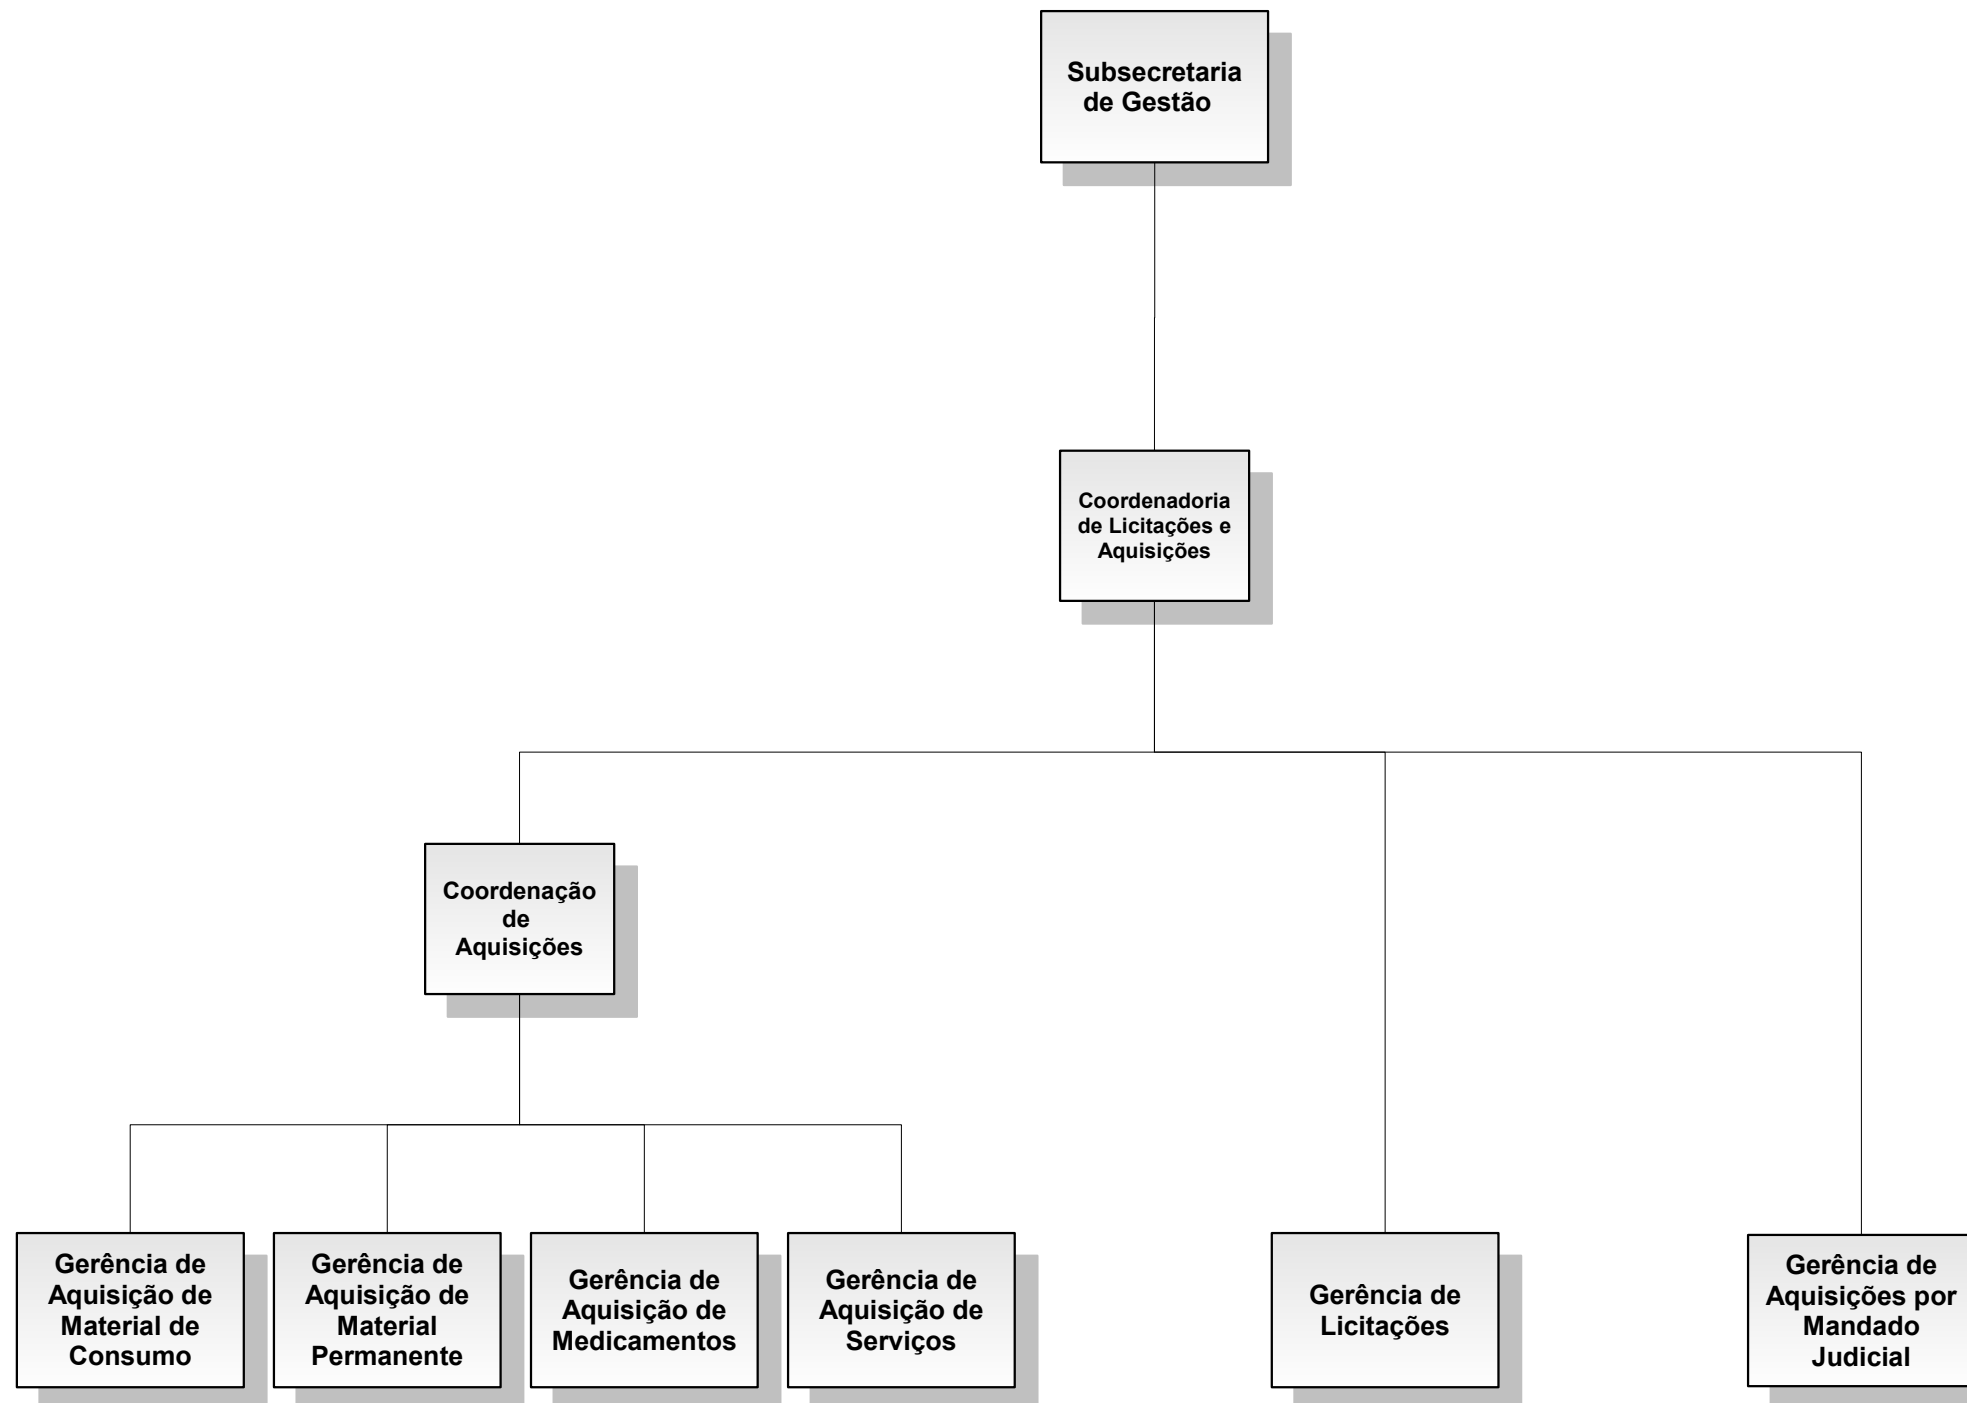 Subsecretaria
de Gestão
Coordenadoria
de Licitações e
Aquisições
Coordenação
de
Aquisições
Gerência de
Aquisição de
Material de
Consumo
Gerência de
Aquisição de
Material
Permanente
Gerência de
Aquisição de
Medicamentos
Gerência de
Aquisição de
Serviços
Gerência de
Licitações
Gerência de
Aquisições por
Mandado
Judicial